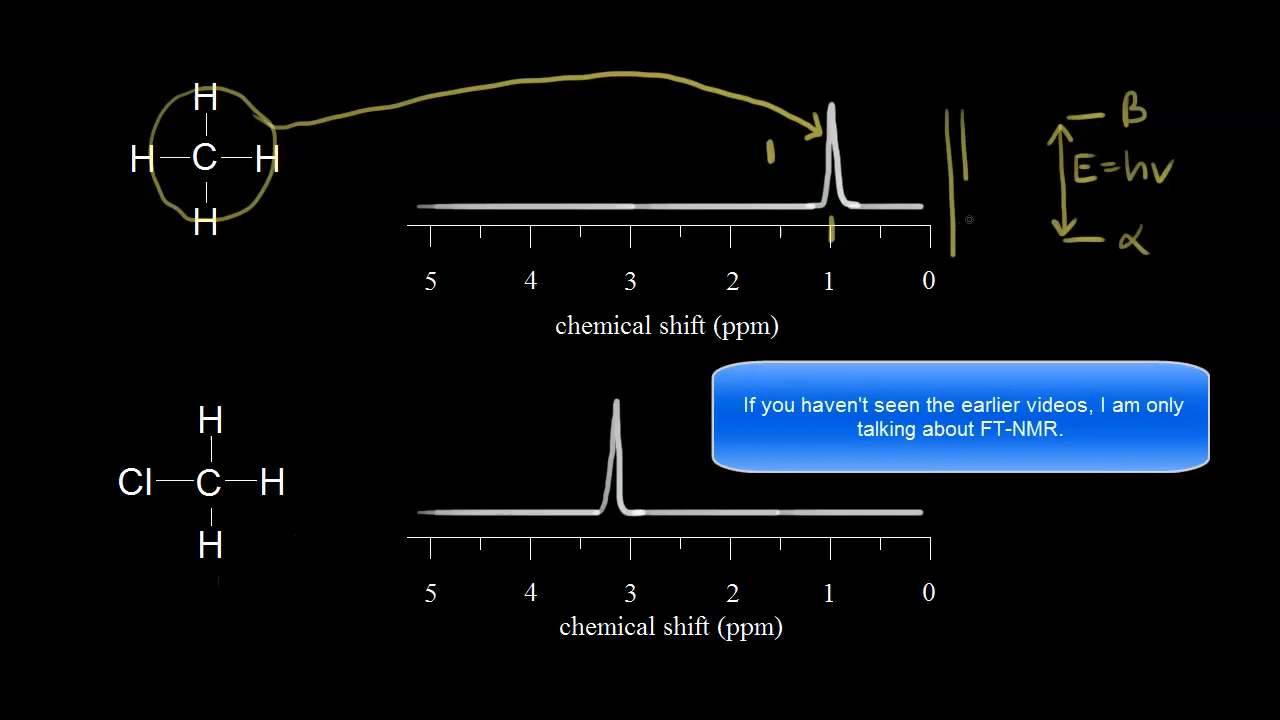 H
H—C—H
H
β
E=hν
α
5 4 3 2 1 0
chemical shift (ppm)
If you haven't seen the earlier videos, I am only
talking about FT-NMR.
H
Cl—C—H
H
5 4 3 2 1 0
chemical shift (ppm)